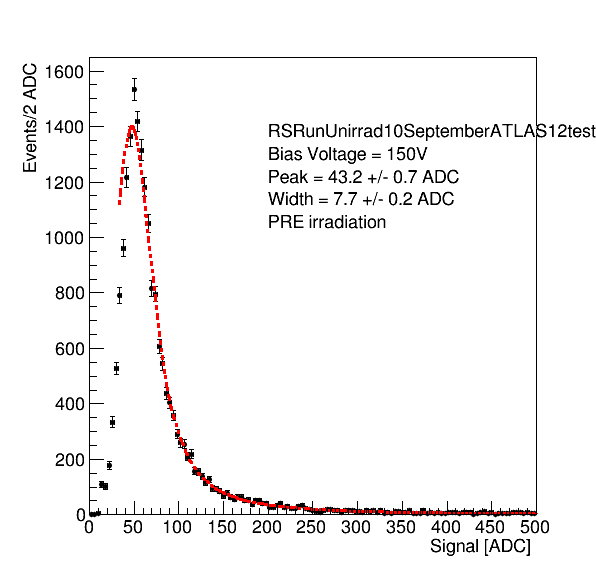 Events/2 ADC
1600
1400
1200
1000
800
600
400
200
0
RSRunUnirrad10SeptemberATLAS12test
Bias Voltage = 150V
Peak = 43.2 +/- 0.7 ADC
Width = 7.7 +/- 0.2 ADC
PRE irradiation
0 50 100 150 200 250 300 350 400 450 500
Signal [ADC]